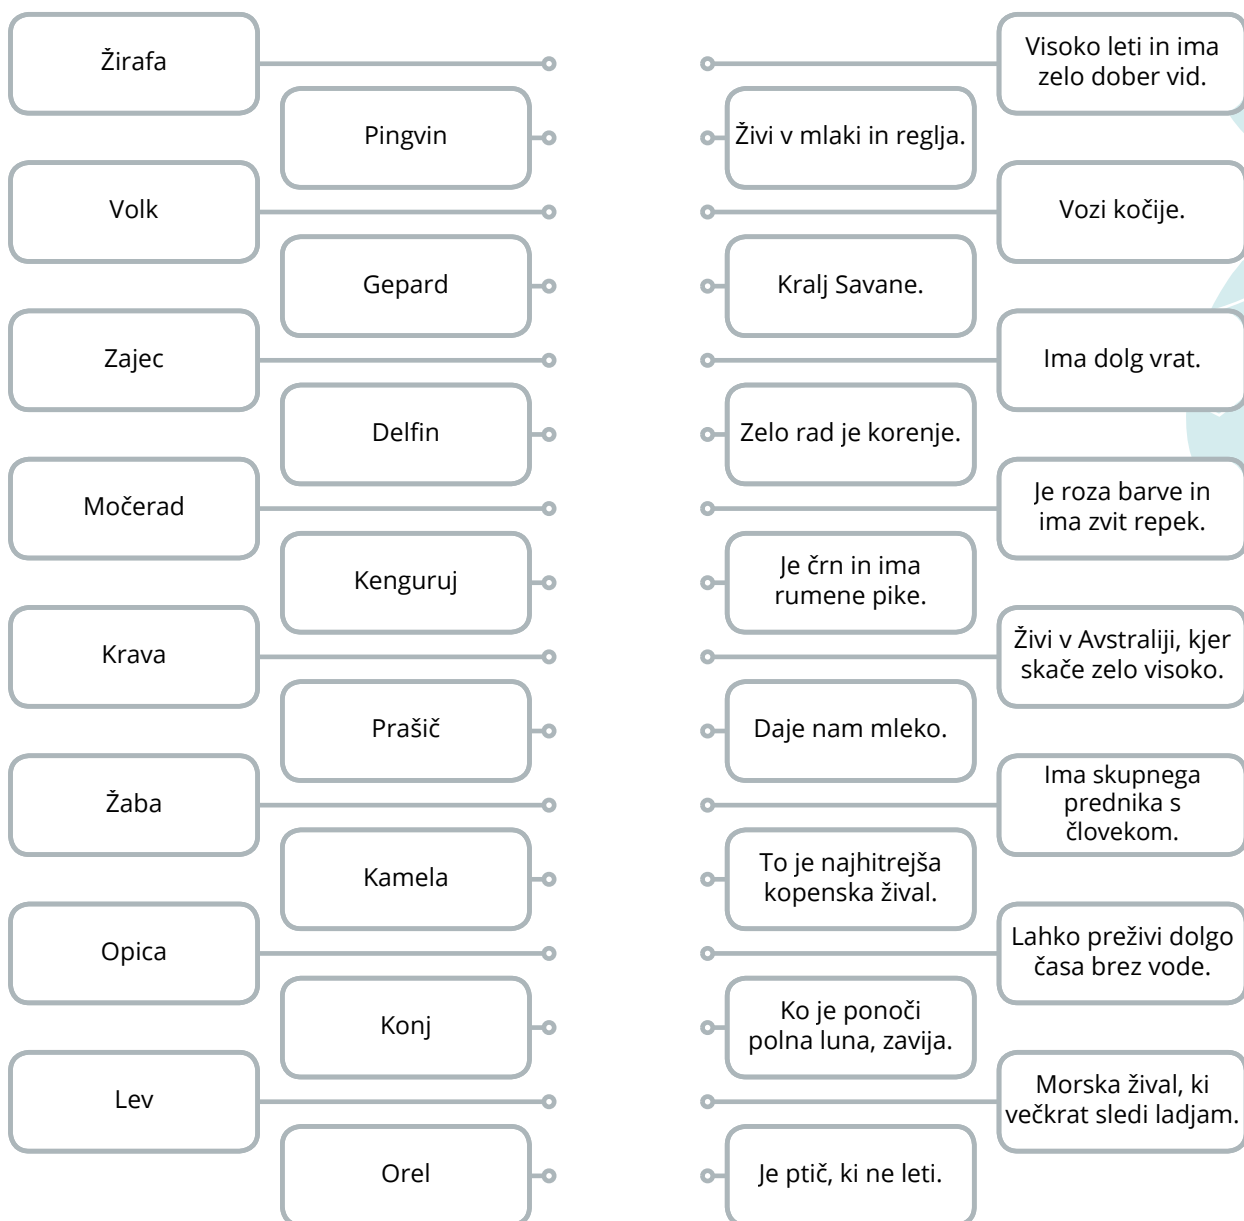 Žirafa
Visoko leti in ima
zelo dober vid.
Pingvin
Živi v mlaki in reglja.
Volk
Vozi kočije.
Gepard
Kralj Savane.
Zajec
Ima dolg vrat.
Delfin
Zelo rad je korenje.
Močerad
Je roza barve in
ima zvit repek.
Kenguruj
Je črn in ima
rumene pike.
Krava
Živi v Avstraliji, kjer
skače zelo visoko.
Prašič
Daje nam mleko.
Žaba
Ima skupnega
prednika s
človekom.
Kamela
To je najhitrejša
kopenska žival.
Opica
Lahko preživi dolgo
časa brez vode.
Konj
Ko je ponoči
polna luna, zavija.
Lev
Morska žival, ki
večkrat sledi ladjam.
Orel
Je ptič, ki ne leti.